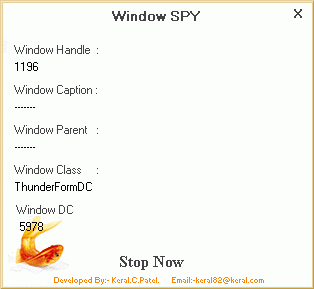 Window SPY X
Window Handle :
1196
Window Caption :
-------
Window Parent :
-------
Window Class :
ThunderFormDC
Window DC
5978
Stop Now
Developed By:- Keral.C.Patel. Email:-keral82@keral.com